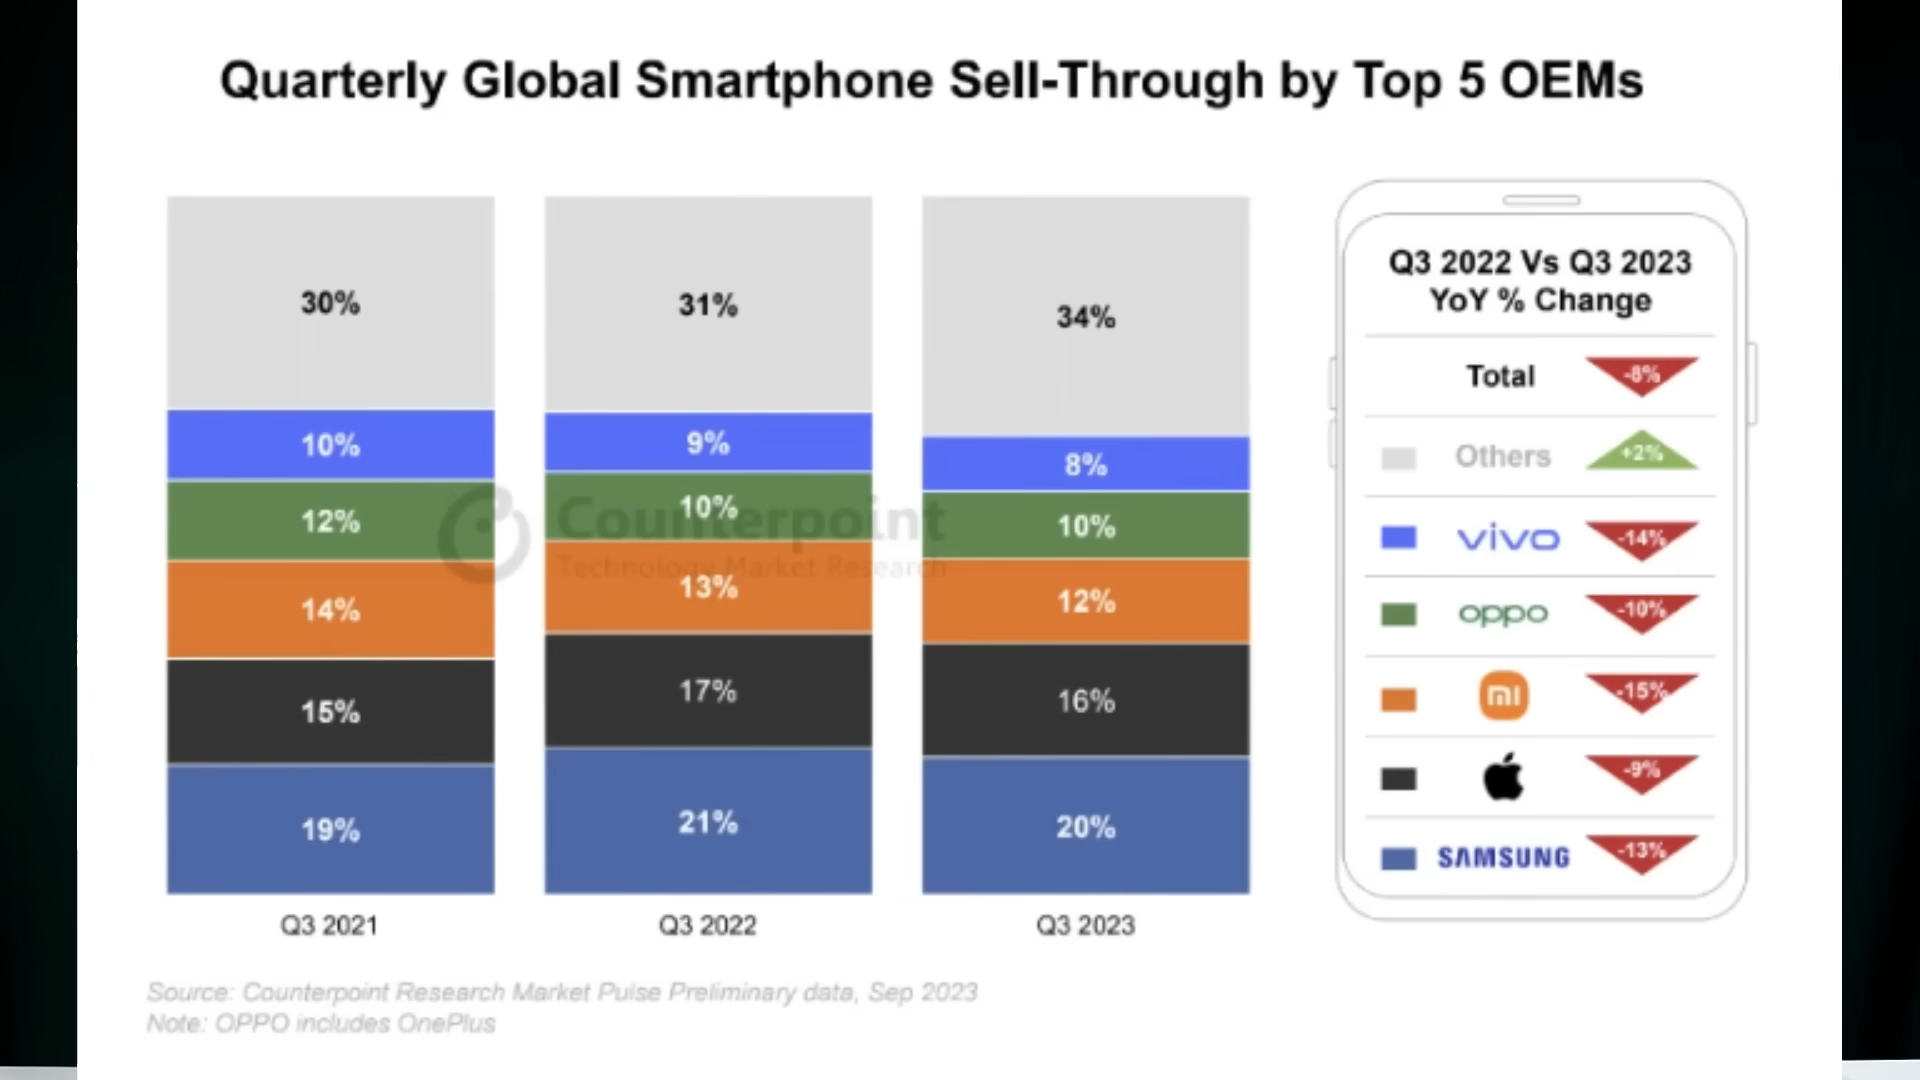 Quarterly Global Smartphone Sell-Through by Top 5 OEMs
30%
10%
12%
14%
15%
19%
Q3 2021
31%
9%
10%
13%
17%
21%
Q3 2022
34%
8%
10%
12%
16%
20%
Q3 2023
Counterpoint
Technology Market Research
Q3 2022 Vs Q3 2023
YoY % Change
Total -8%
Others +2%
vivo -14%
oppo -10%
mi -15%
-9%
SAMSUNG -13%
Source: Counterpoint Research Market Pulse Preliminary data, Sep 2023
Note: OPPO includes OnePlus